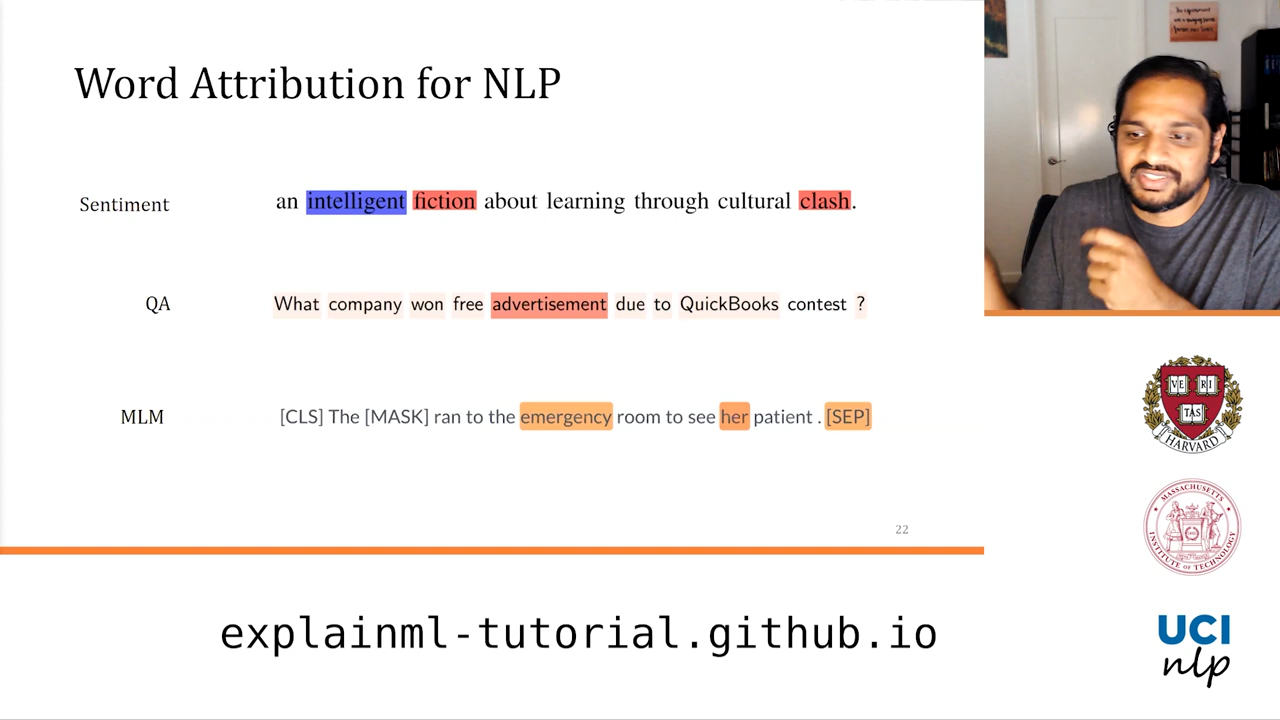 Word Attribution for NLP
Sentiment
an intelligent fiction about learning through cultural clash.
QA
What company won free advertisement due to QuickBooks contest ?
MLM
[CLS] The [MASK] ran to the emergency room to see her patient . [SEP]
22
explainml-tutorial.github.io
VE RI
TAS
HARVARD
MASSACHUSETTS
INSTITUTE OF TECHNOLOGY
UCI
nlp